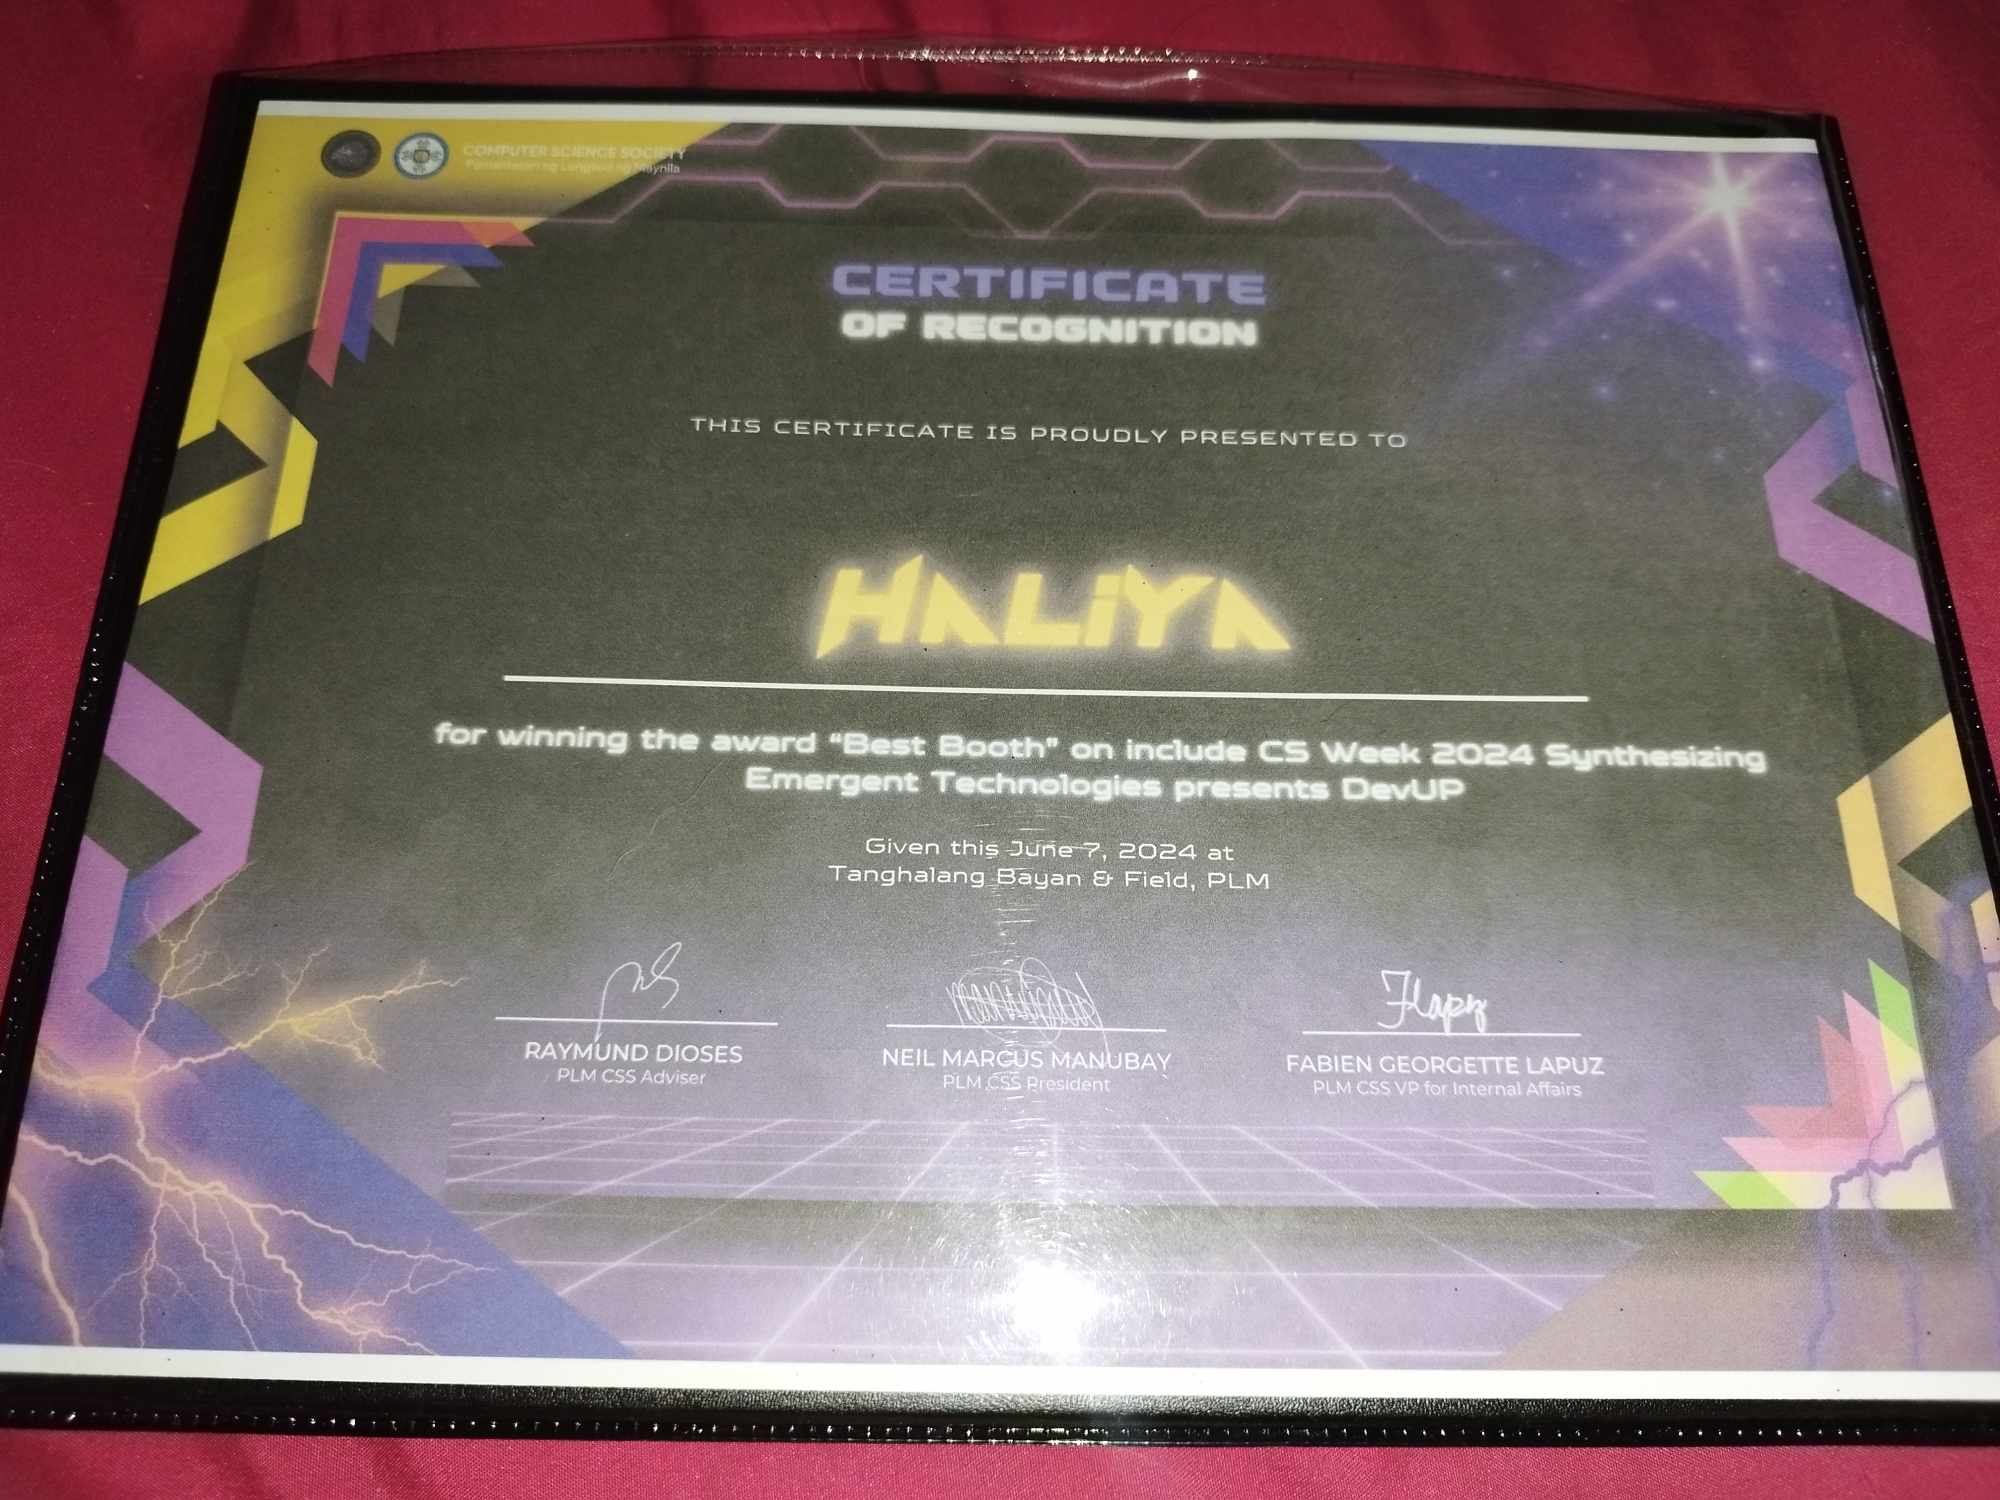 COMPUTER SCIENCE SOCIETY
Pamantasan ng Lungsod ng Maynila
CERTIFICATE
OF RECOGNITION
THIS CERTIFICATE IS PROUDLY PRESENTED TO
HALiYA
for winning the award “Best Booth” on include CS Week 2024 Synthesizing
Emergent Technologies presents DevUP
Given this June 7, 2024 at
Tanghalang Bayan & Field, PLM
Flapuz
RAYMUND DIOSES
PLM CSS Adviser
NEIL MARCUS MANUBAY
PLM CSS President
FABIEN GEORGETTE LAPUZ
PLM CSS VP for Internal Affairs